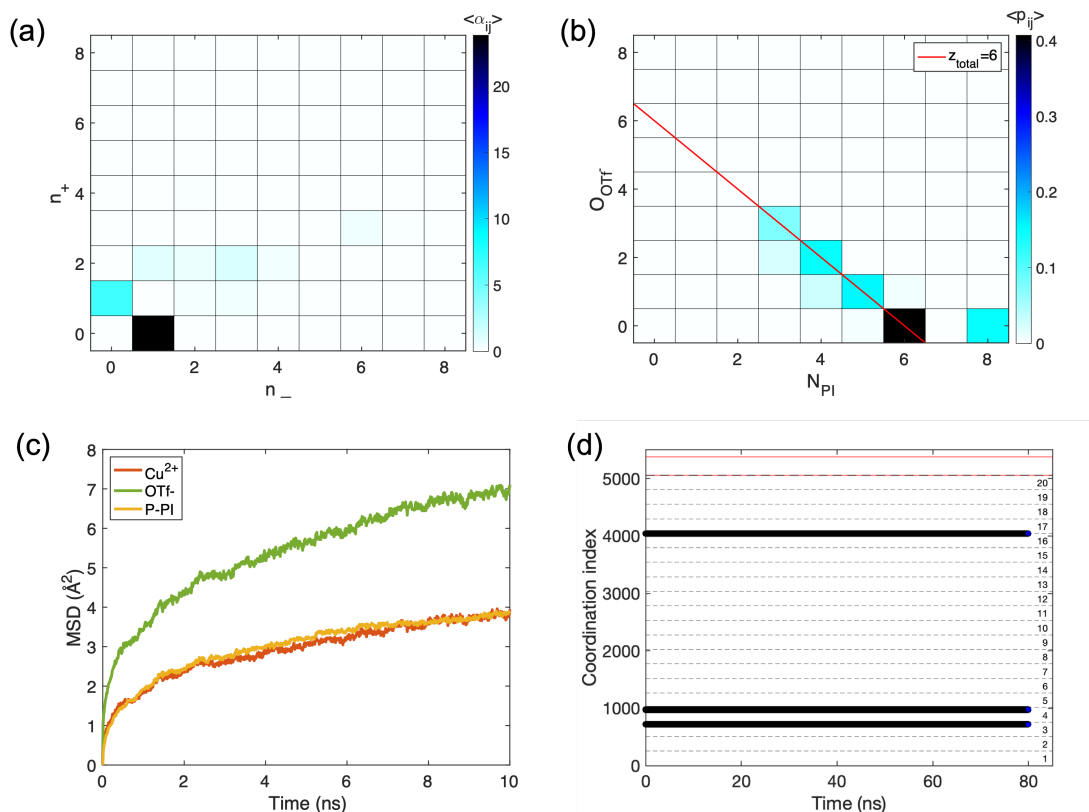 (a)
<α_ij>
8
6
4
2
0
n_+
0 2 4 6 8
n_–
20
15
10
5
0
(b)
<p_ij>
z_total=6
8
6
4
2
0
O_OTf
0 2 4 6 8
N_PI
0.4
0.3
0.2
0.1
0
(c)
Cu²⁺
OTf-
P-PI
8
7
6
5
4
3
2
1
0
MSD (Å²)
0 2 4 6 8 10
Time (ns)
(d)
5000
4000
3000
2000
1000
0
Coordination index
20
19
18
17
16
15
14
13
12
11
10
9
8
7
6
5
4
3
2
1
0 20 40 60 80
Time (ns)